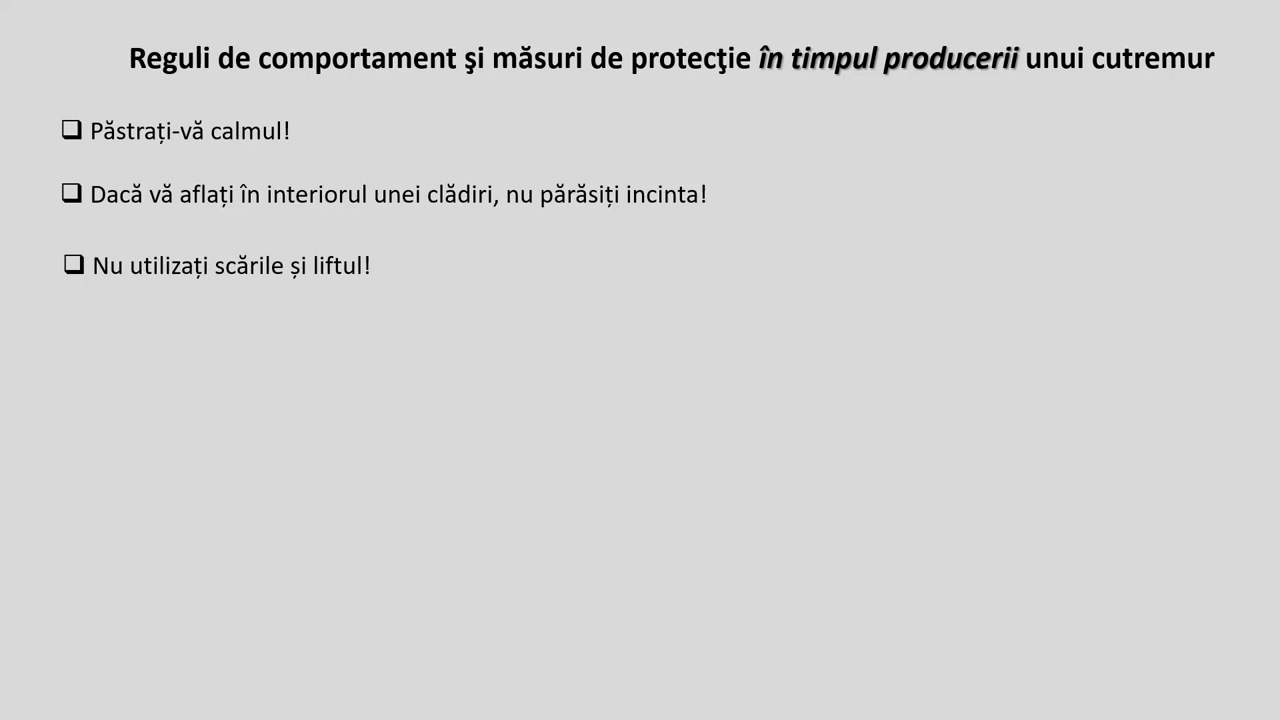 Reguli de comportament şi măsuri de protecţie în timpul producerii unui cutremur
❑ Păstrați-vă calmul!
❑ Dacă vă aflați în interiorul unei clădiri, nu părăsiți incinta!
❑ Nu utilizați scările și liftul!